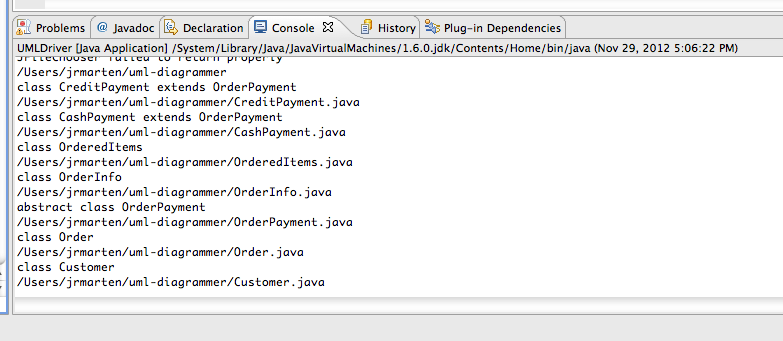 Problems @ Javadoc Declaration Console History Plug-in Dependencies
UMLDriver [Java Application] /System/Library/Java/JavaVirtualMachines/1.6.0.jdk/Contents/Home/bin/java (Nov 29, 2012 5:06:22 PM)
JFileChooser failed to return property
/Users/jrmarten/uml-diagrammer
class CreditPayment extends OrderPayment
/Users/jrmarten/uml-diagrammer/CreditPayment.java
class CashPayment extends OrderPayment
/Users/jrmarten/uml-diagrammer/CashPayment.java
class OrderedItems
/Users/jrmarten/uml-diagrammer/OrderedItems.java
class OrderInfo
/Users/jrmarten/uml-diagrammer/OrderInfo.java
abstract class OrderPayment
/Users/jrmarten/uml-diagrammer/OrderPayment.java
class Order
/Users/jrmarten/uml-diagrammer/Order.java
class Customer
/Users/jrmarten/uml-diagrammer/Customer.java